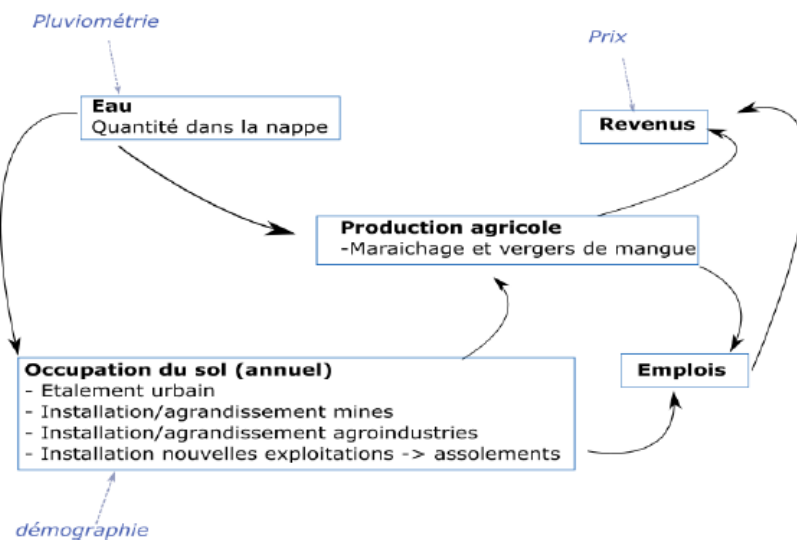 Pluviométrie
Prix
Eau
Quantité dans la nappe
Revenus
Production agricole
-Maraichage et vergers de mangue
Occupation du sol (annuel)
- Etalement urbain
- Installation/agrandissement mines
- Installation/agrandissement agroindustries
- Installation nouvelles exploitations -> assolements
Emplois
démographie